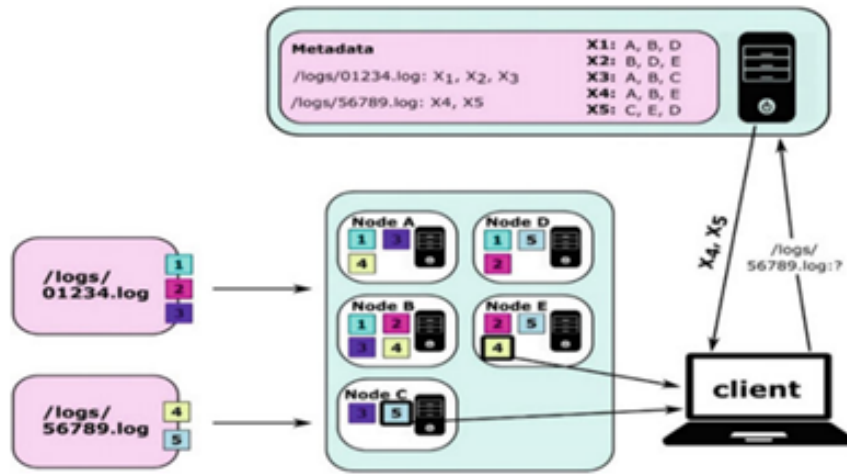 Metadata
/logs/01234.log: X1, X2, X3
/logs/56789.log: X4, X5
X1: A, B, D
X2: B, D, E
X3: A, B, C
X4: A, B, E
X5: C, E, D
X4, X5
/logs/
56789.log:?
/logs/
01234.log
1
2
3
/logs/
56789.log
4
5
Node A
1 3
4
Node D
1 5
2
Node B
1 2
3 4
Node E
2 5
4
Node C
3 5
client